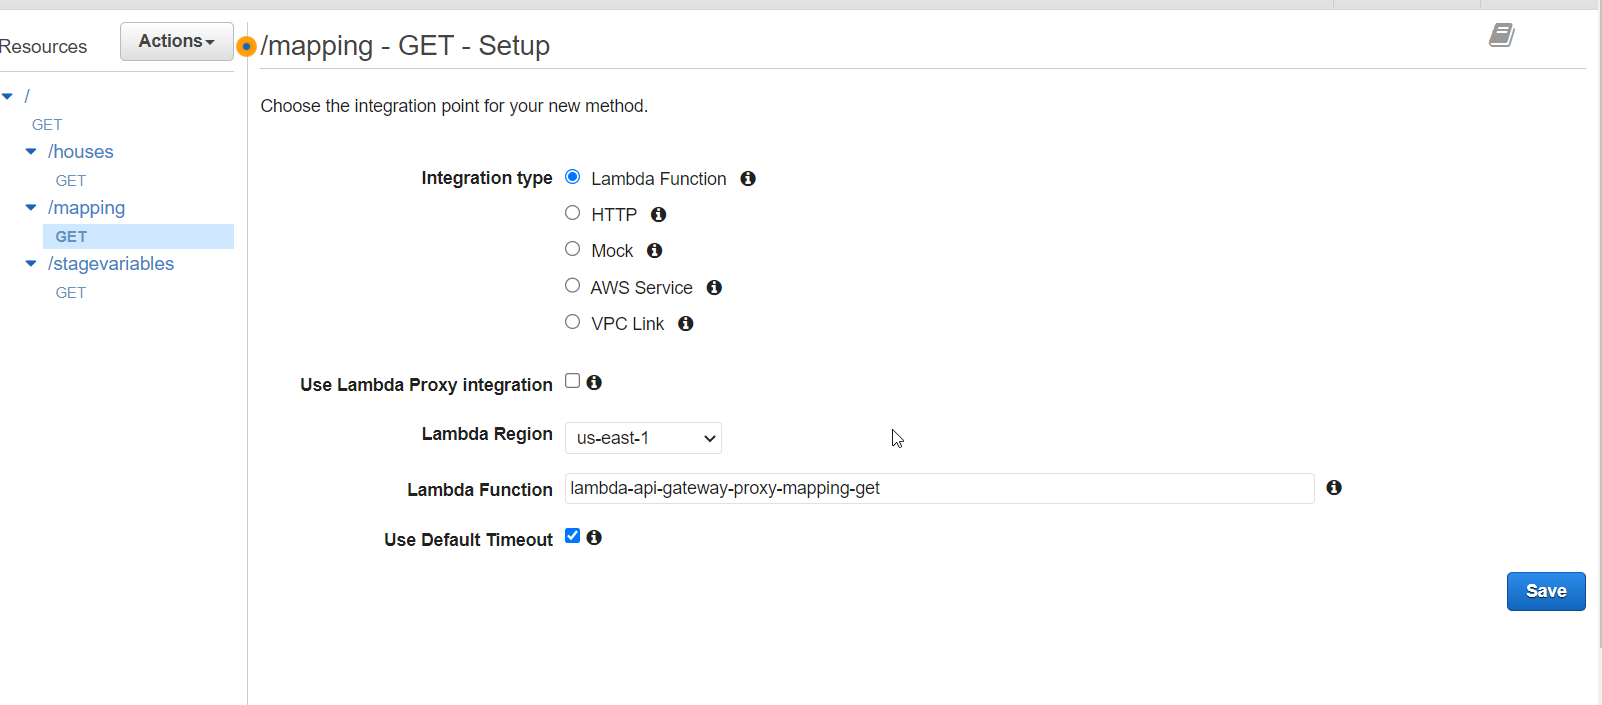 Resources
Actions
/
GET
/houses
GET
/mapping
GET
/stagevariables
GET
/mapping - GET - Setup
Choose the integration point for your new method.
Integration type
Lambda Function
HTTP
Mock
AWS Service
VPC Link
Use Lambda Proxy integration
Lambda Region us-east-1
Lambda Function lambda-api-gateway-proxy-mapping-get
Use Default Timeout
Save